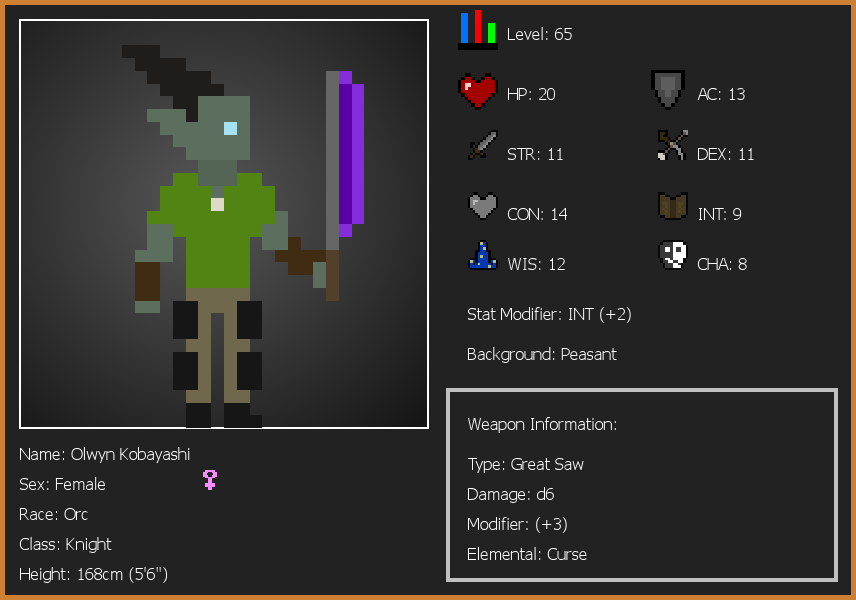 Level: 65
HP: 20
AC: 13
STR: 11
DEX: 11
CON: 14
INT: 9
WIS: 12
CHA: 8
Stat Modifier: INT (+2)
Background: Peasant
Weapon Information:
Type: Great Saw
Damage: d6
Modifier: (+3)
Elemental: Curse
Name: Olwyn Kobayashi
Sex: Female
Race: Orc
Class: Knight
Height: 168cm (5'6")